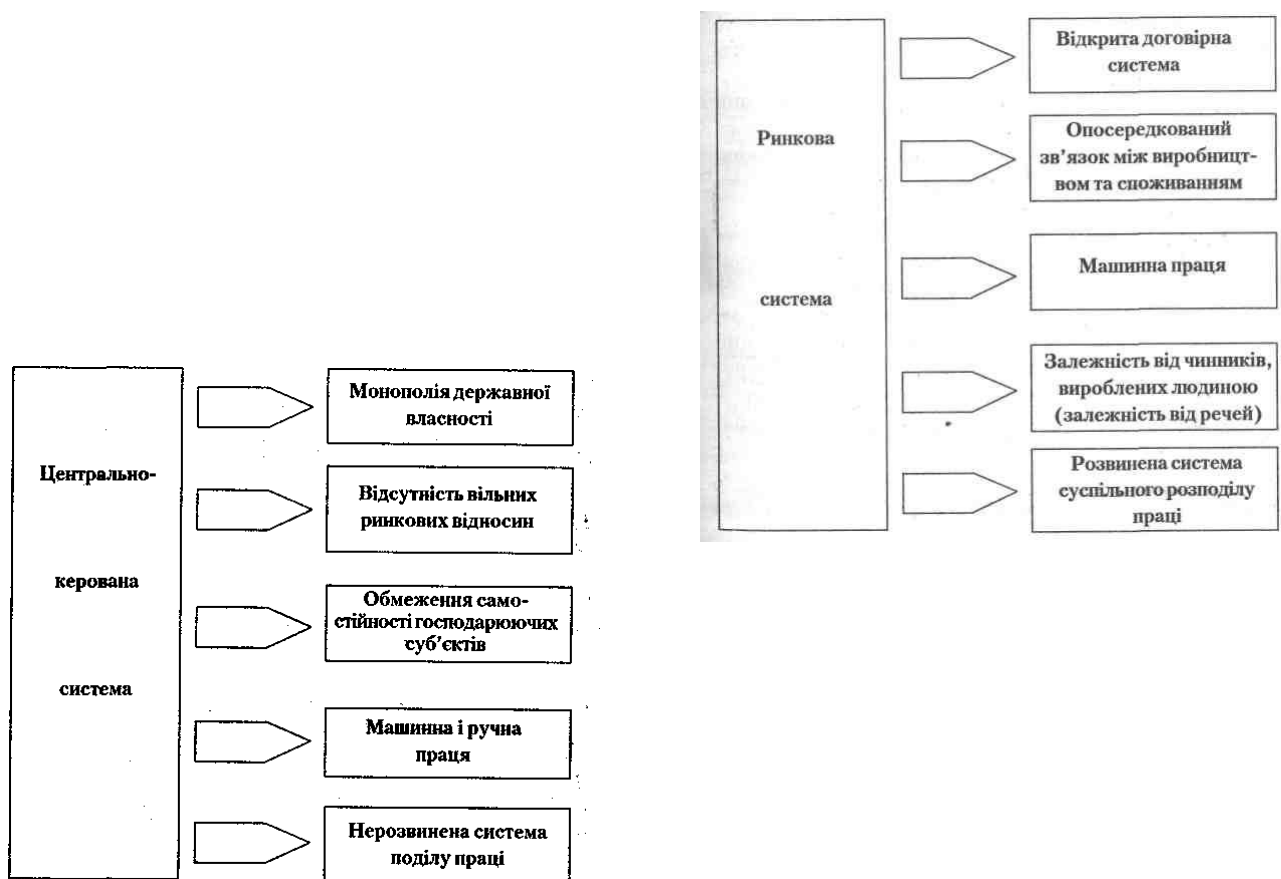 Центрально-
керована
система
Монополія державної
власності
Відсутність вільних
ринкових відносин
Обмеження само-
стійності господарюючих
суб’єктів
Машинна і ручна
праця
Нерозвинена система
поділу праці
Ринкова
система
Відкрита договірна
система
Опосередкований
зв’язок між виробницт-
вом та споживанням
Машинна праця
Залежність від чинників,
вироблених людиною
(залежність від речей)
Розвинена система
суспільного розподілу
праці